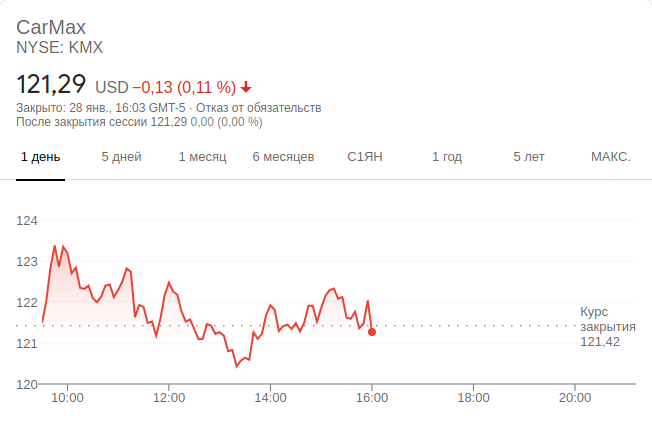 CarMax
NYSE: KMX
121,29 USD −0,13 (0,11 %)
Закрыто: 28 янв., 16:03 GMT-5 · Отказ от обязательств
После закрытия сессии 121,29 0,00 (0,00 %)
1 день 5 дней 1 месяц 6 месяцев С1ЯН 1 год 5 лет МАКС.
124
123
122
Курс
закрытия
121,42
121
120
10:00 12:00 14:00 16:00 18:00 20:00